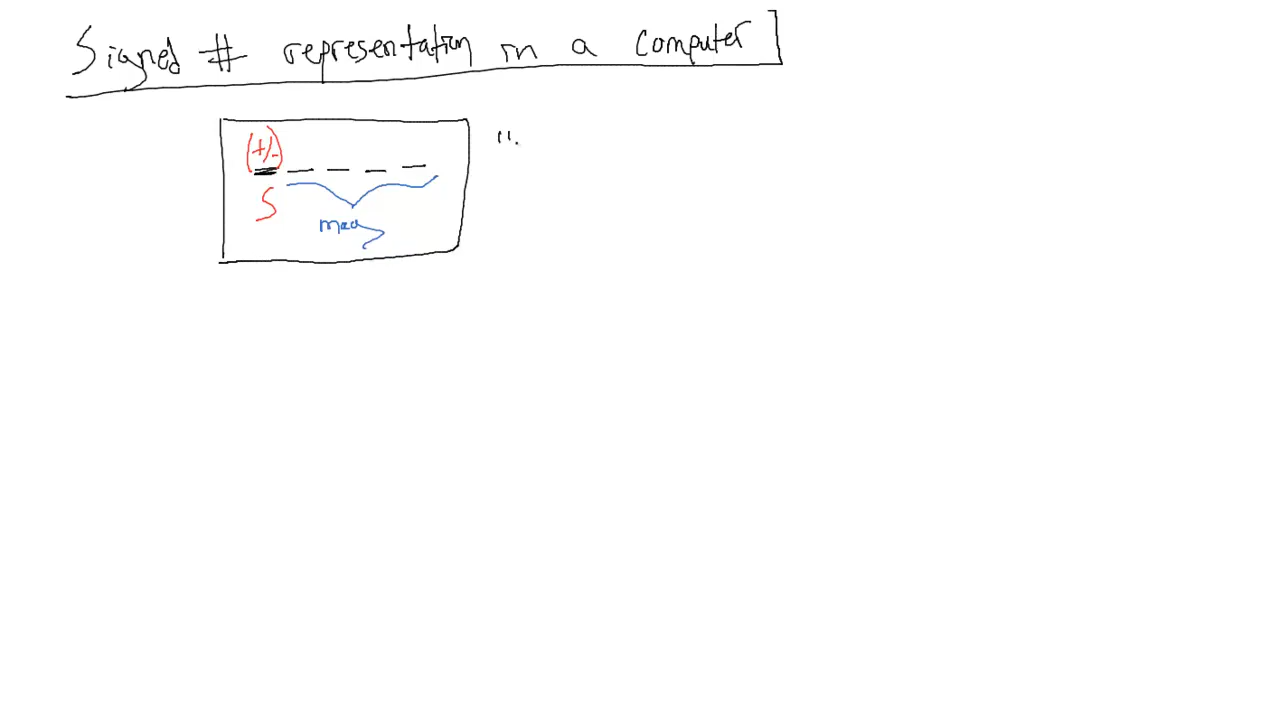 Signed # representation in a computer
(+/-)
S
mag
".